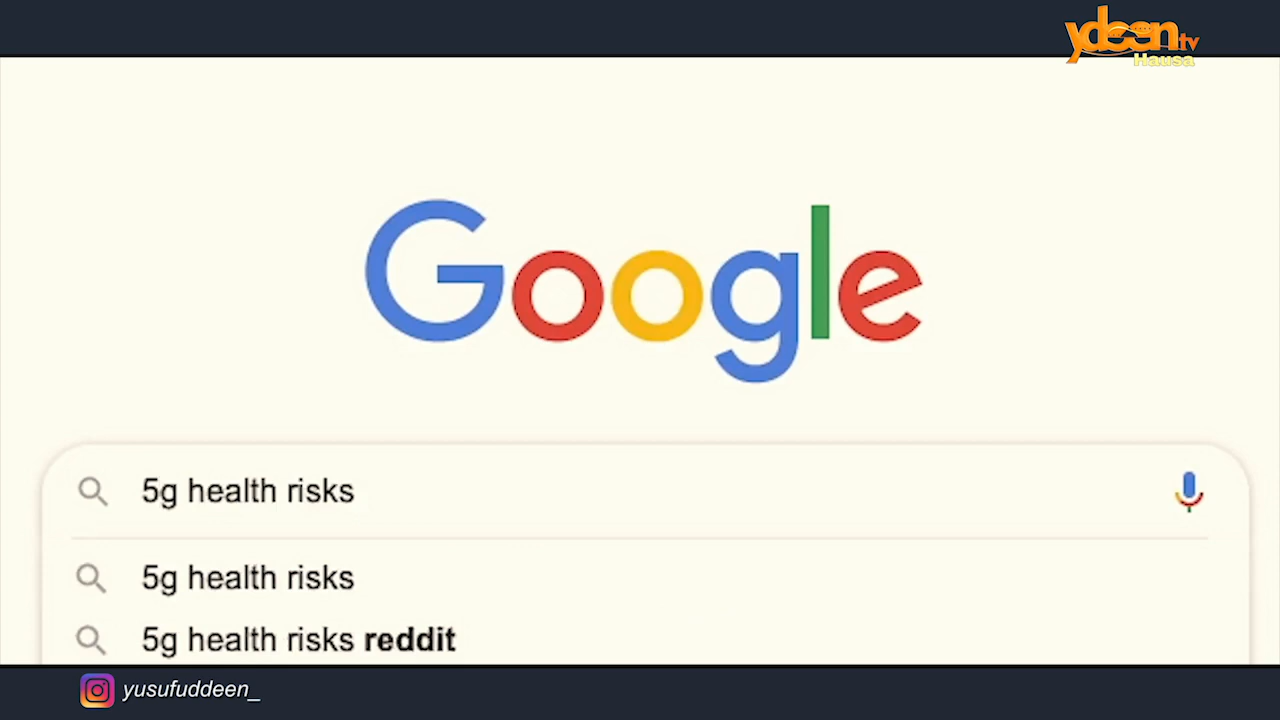 ydeen tv
Hausa
Google
5g health risks
5g health risks
5g health risks reddit
yusufuddeen_